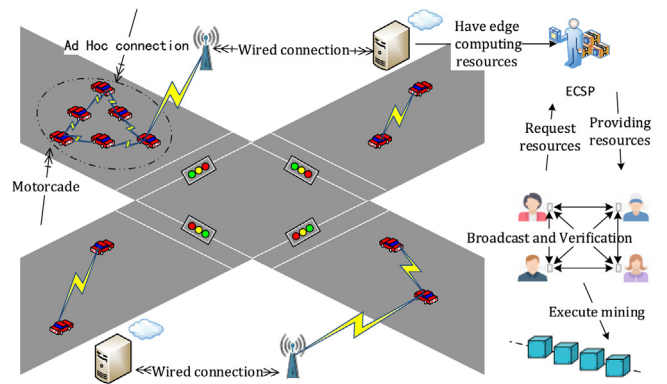 Ad Hoc connection
Wired connection
Have edge
computing
resources
ECSP
Request
resources
Providing
resources
Motorcade
Broadcast and Verification
Execute mining
Wired connection